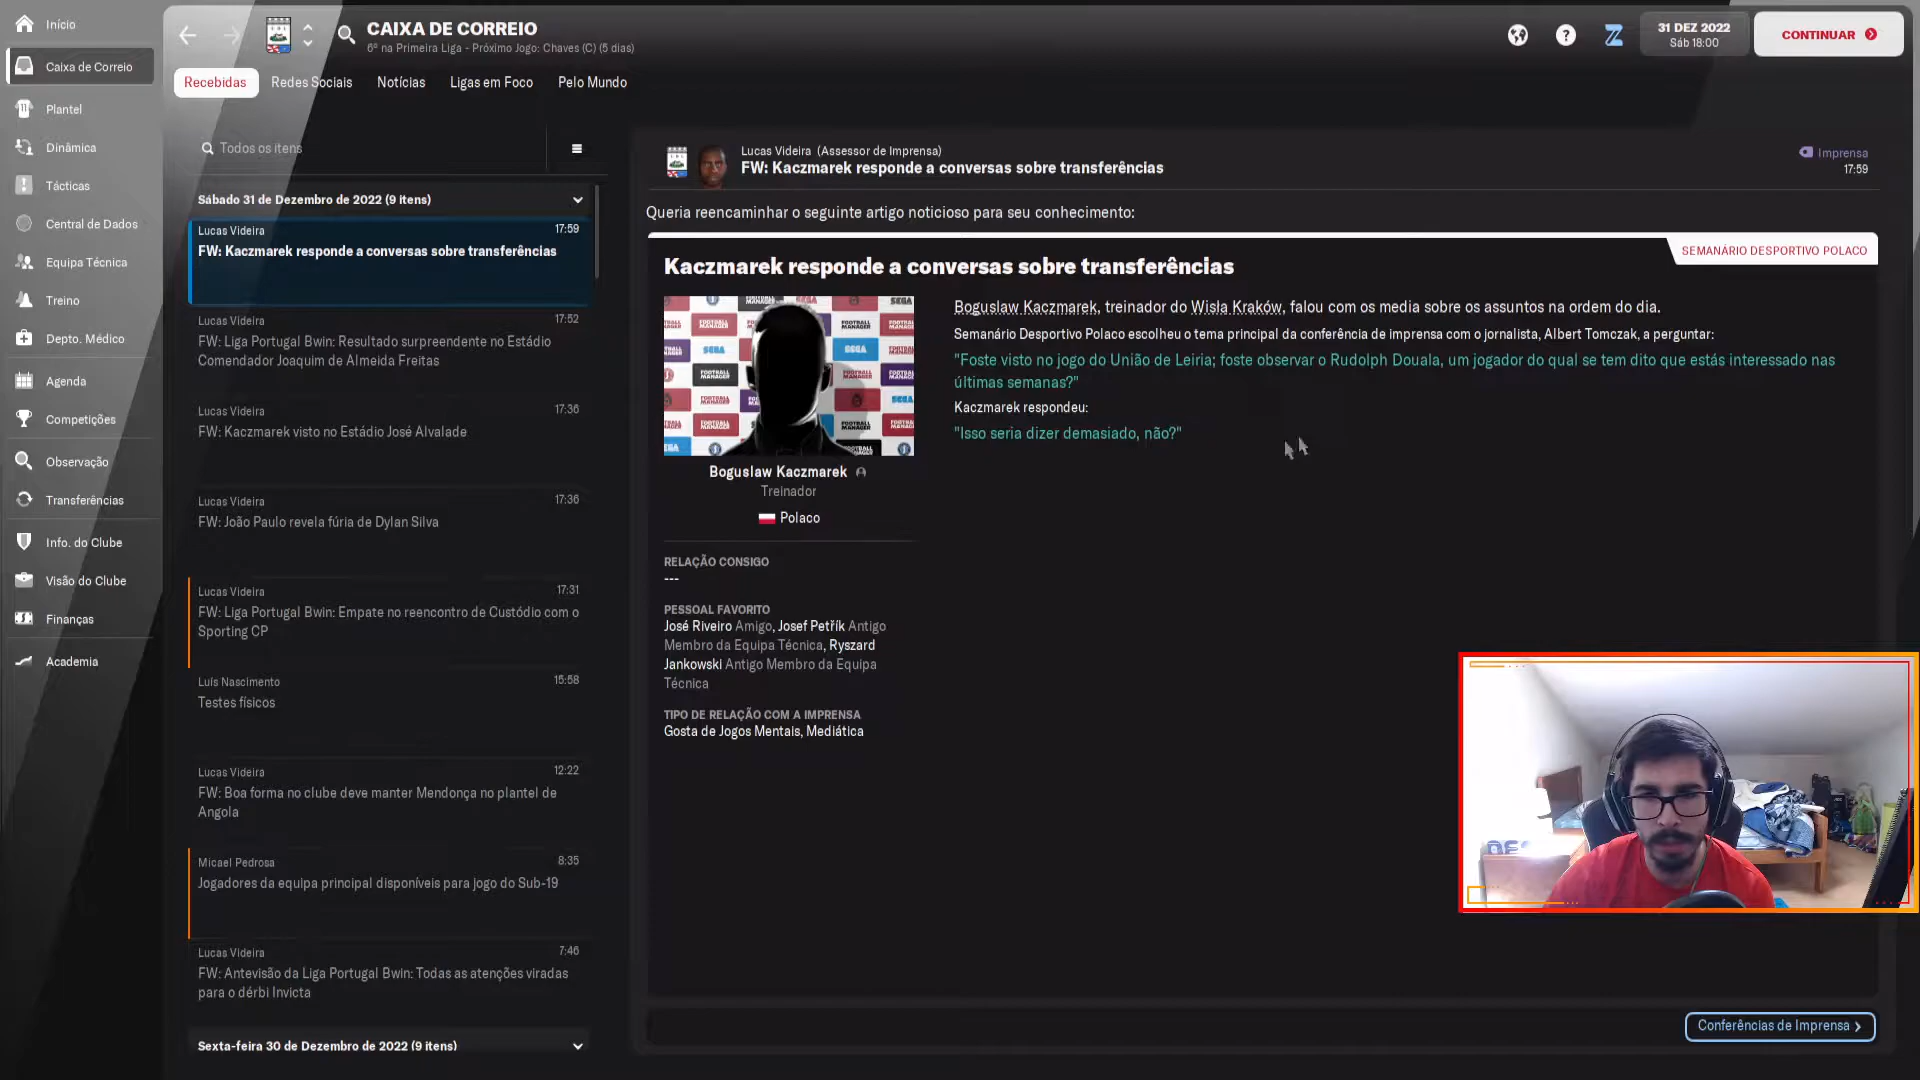 Início
Caixa de Correio
Plantel
Dinâmica
Tácticas
Central de Dados
Equipa Técnica
Treino
Depto. Médico
Agenda
Competições
Observação
Transferências
Info. do Clube
Visão do Clube
Finanças
Academia
CAIXA DE CORREIO
6º na Primeira Liga - Próximo Jogo: Chaves (C) (5 dias)
31 DEZ 2022
Sáb 18:00
CONTINUAR
Recebidas
Redes Sociais
Notícias
Ligas em Foco
Pelo Mundo
Todos os itens
Sábado 31 de Dezembro de 2022 (9 itens)
Lucas Videira 17:59
FW: Kaczmarek responde a conversas sobre transferências
Lucas Videira 17:52
FW: Liga Portugal Bwin: Resultado surpreendente no Estádio
Comendador Joaquim de Almeida Freitas
Lucas Videira 17:36
FW: Kaczmarek visto no Estádio José Alvalade
Lucas Videira 17:36
FW: João Paulo revela fúria de Dylan Silva
Lucas Videira 17:31
FW: Liga Portugal Bwin: Empate no reencontro de Custódio com o
Sporting CP
Luís Nascimento 15:58
Testes físicos
Lucas Videira 12:22
FW: Boa forma no clube deve manter Mendonça no plantel de
Angola
Micael Pedrosa 8:35
Jogadores da equipa principal disponíveis para jogo do Sub-19
Lucas Videira 7:46
FW: Antevisão da Liga Portugal Bwin: Todas as atenções viradas
para o dérbi Invicta
Sexta-feira 30 de Dezembro de 2022 (9 itens)
Lucas Videira (Assessor de Imprensa)
FW: Kaczmarek responde a conversas sobre transferências
Imprensa
17:59
Queria reencaminhar o seguinte artigo noticioso para seu conhecimento:
SEMANÁRIO DESPORTIVO POLACO
Kaczmarek responde a conversas sobre transferências
Boguslaw Kaczmarek, treinador do Wisła Kraków, falou com os media sobre os assuntos na ordem do dia.
Semanário Desportivo Polaco escolheu o tema principal da conferência de imprensa com o jornalista, Albert Tomczak, a perguntar:
"Foste visto no jogo do União de Leiria; foste observar o Rudolph Douala, um jogador do qual se tem dito que estás interessado nas
últimas semanas?"
Kaczmarek respondeu:
"Isso seria dizer demasiado, não?"
Boguslaw Kaczmarek
Treinador
Polaco
RELAÇÃO CONSIGO
---
PESSOAL FAVORITO
José Riveiro Amigo, Josef Petřík Antigo
Membro da Equipa Técnica, Ryszard
Jankowski Antigo Membro da Equipa
Técnica
TIPO DE RELAÇÃO COM A IMPRENSA
Gosta de Jogos Mentais, Mediática
Conferências de Imprensa